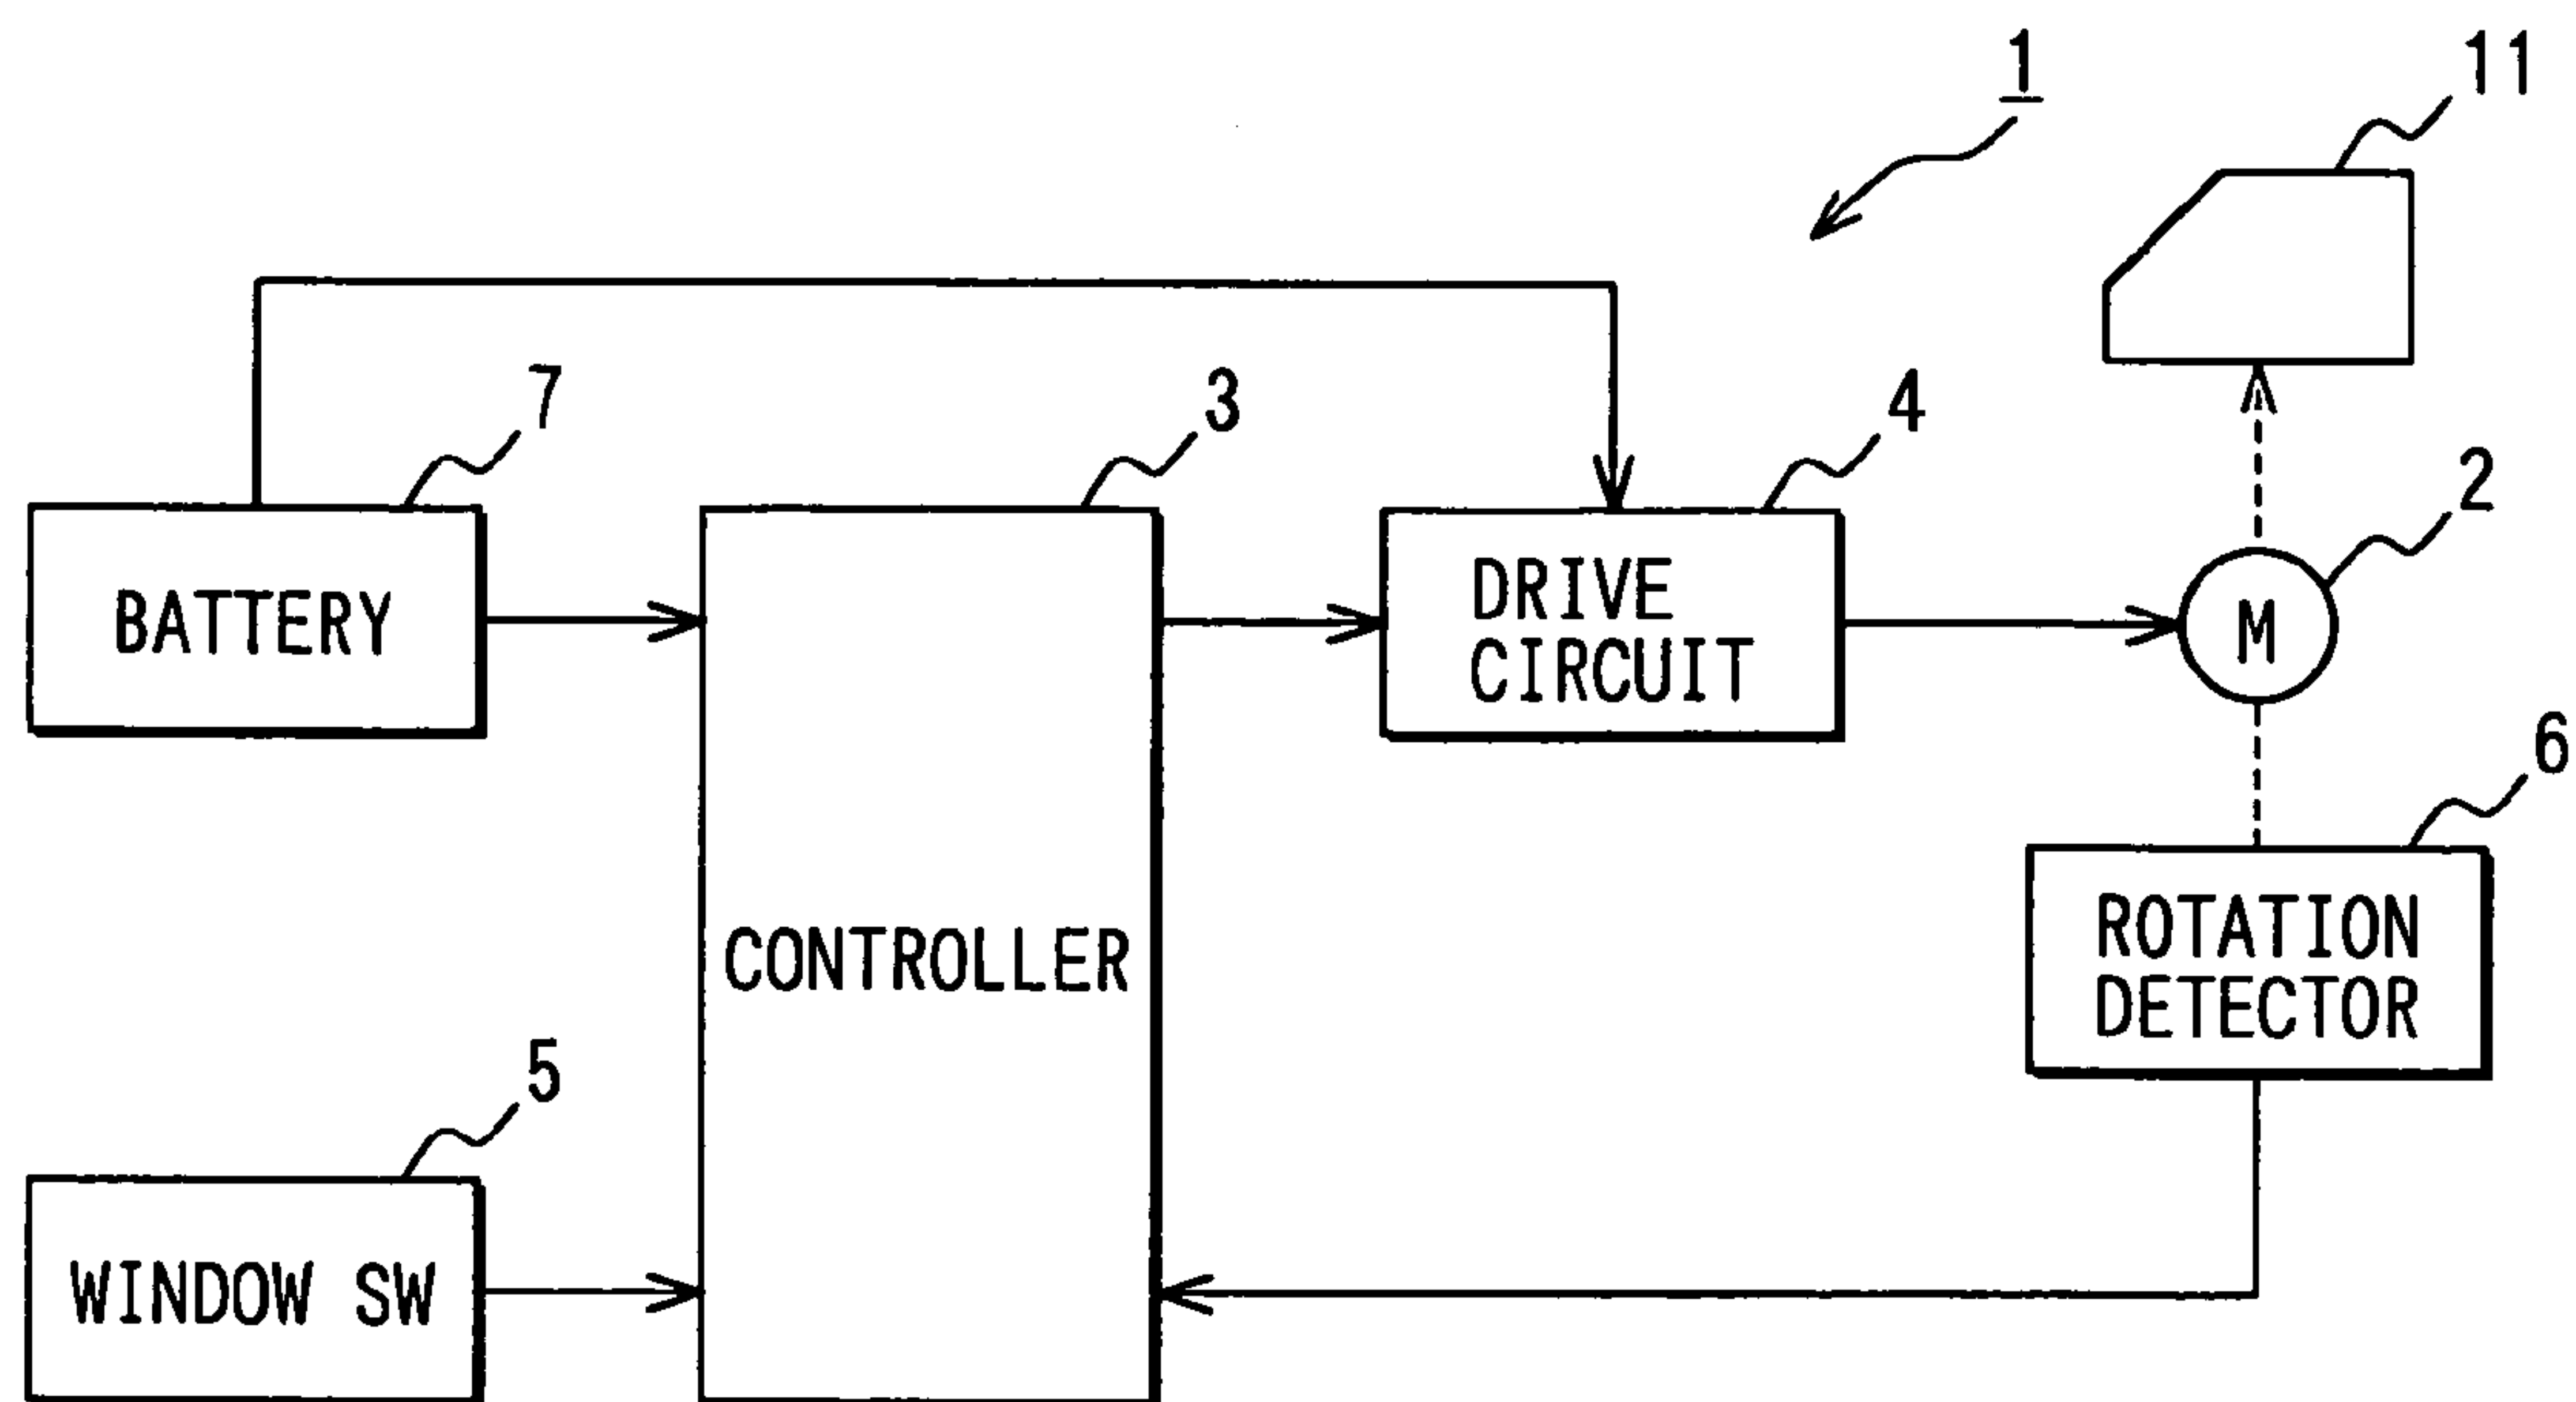 1
11
7
3
4
2
BATTERY
DRIVE
CIRCUIT
M
6
CONTROLLER
ROTATION
DETECTOR
5
WINDOW SW